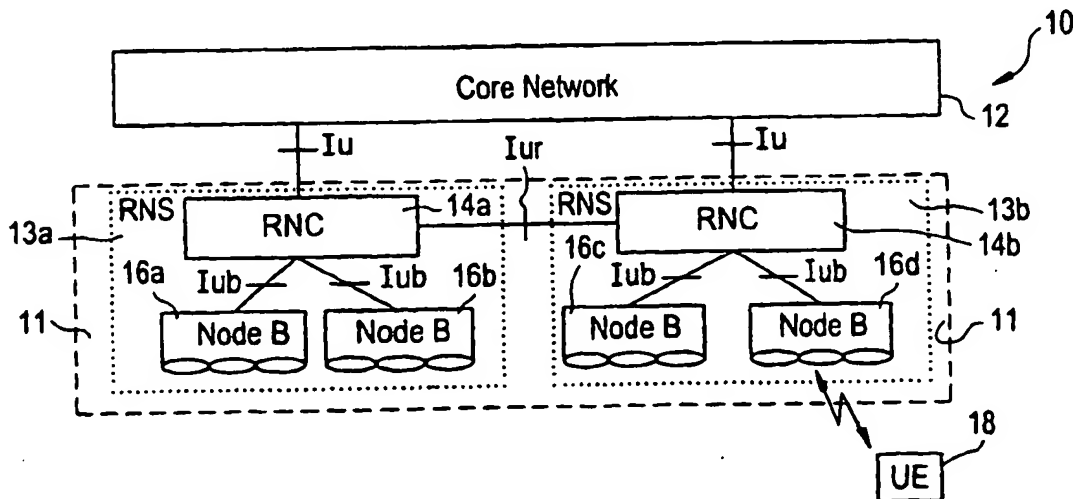 10
Core Network
12
Iu
Iur
Iu
RNS
RNC
14a
RNS
RNC
13b
13a
14b
16a
Iub
Iub
16b
16c
Iub
Iub
16d
11
Node B
Node B
Node B
Node B
11
18
UE